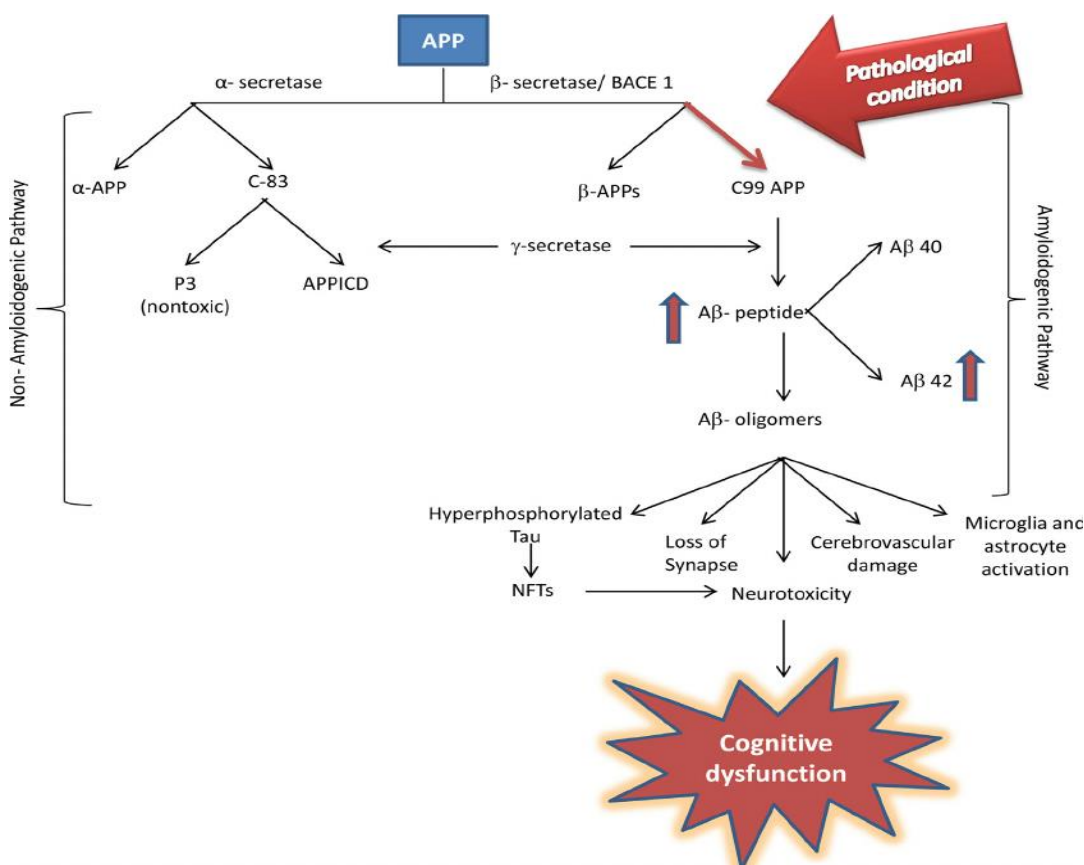 APP
Pathological
condition
α- secretase
β- secretase/ BACE 1
α-APP
C-83
β-APPs
C99 APP
γ-secretase
Aβ 40
P3
(nontoxic)
APPICD
Aβ- peptide
Aβ 42
Aβ- oligomers
Non- Amyloidogenic Pathway
Amyloidogenic Pathway
Hyperphosphorylated
Tau
Loss of
Synapse
Cerebrovascular
damage
Microglia and
astrocyte
activation
NFTs
Neurotoxicity
Cognitive
dysfunction